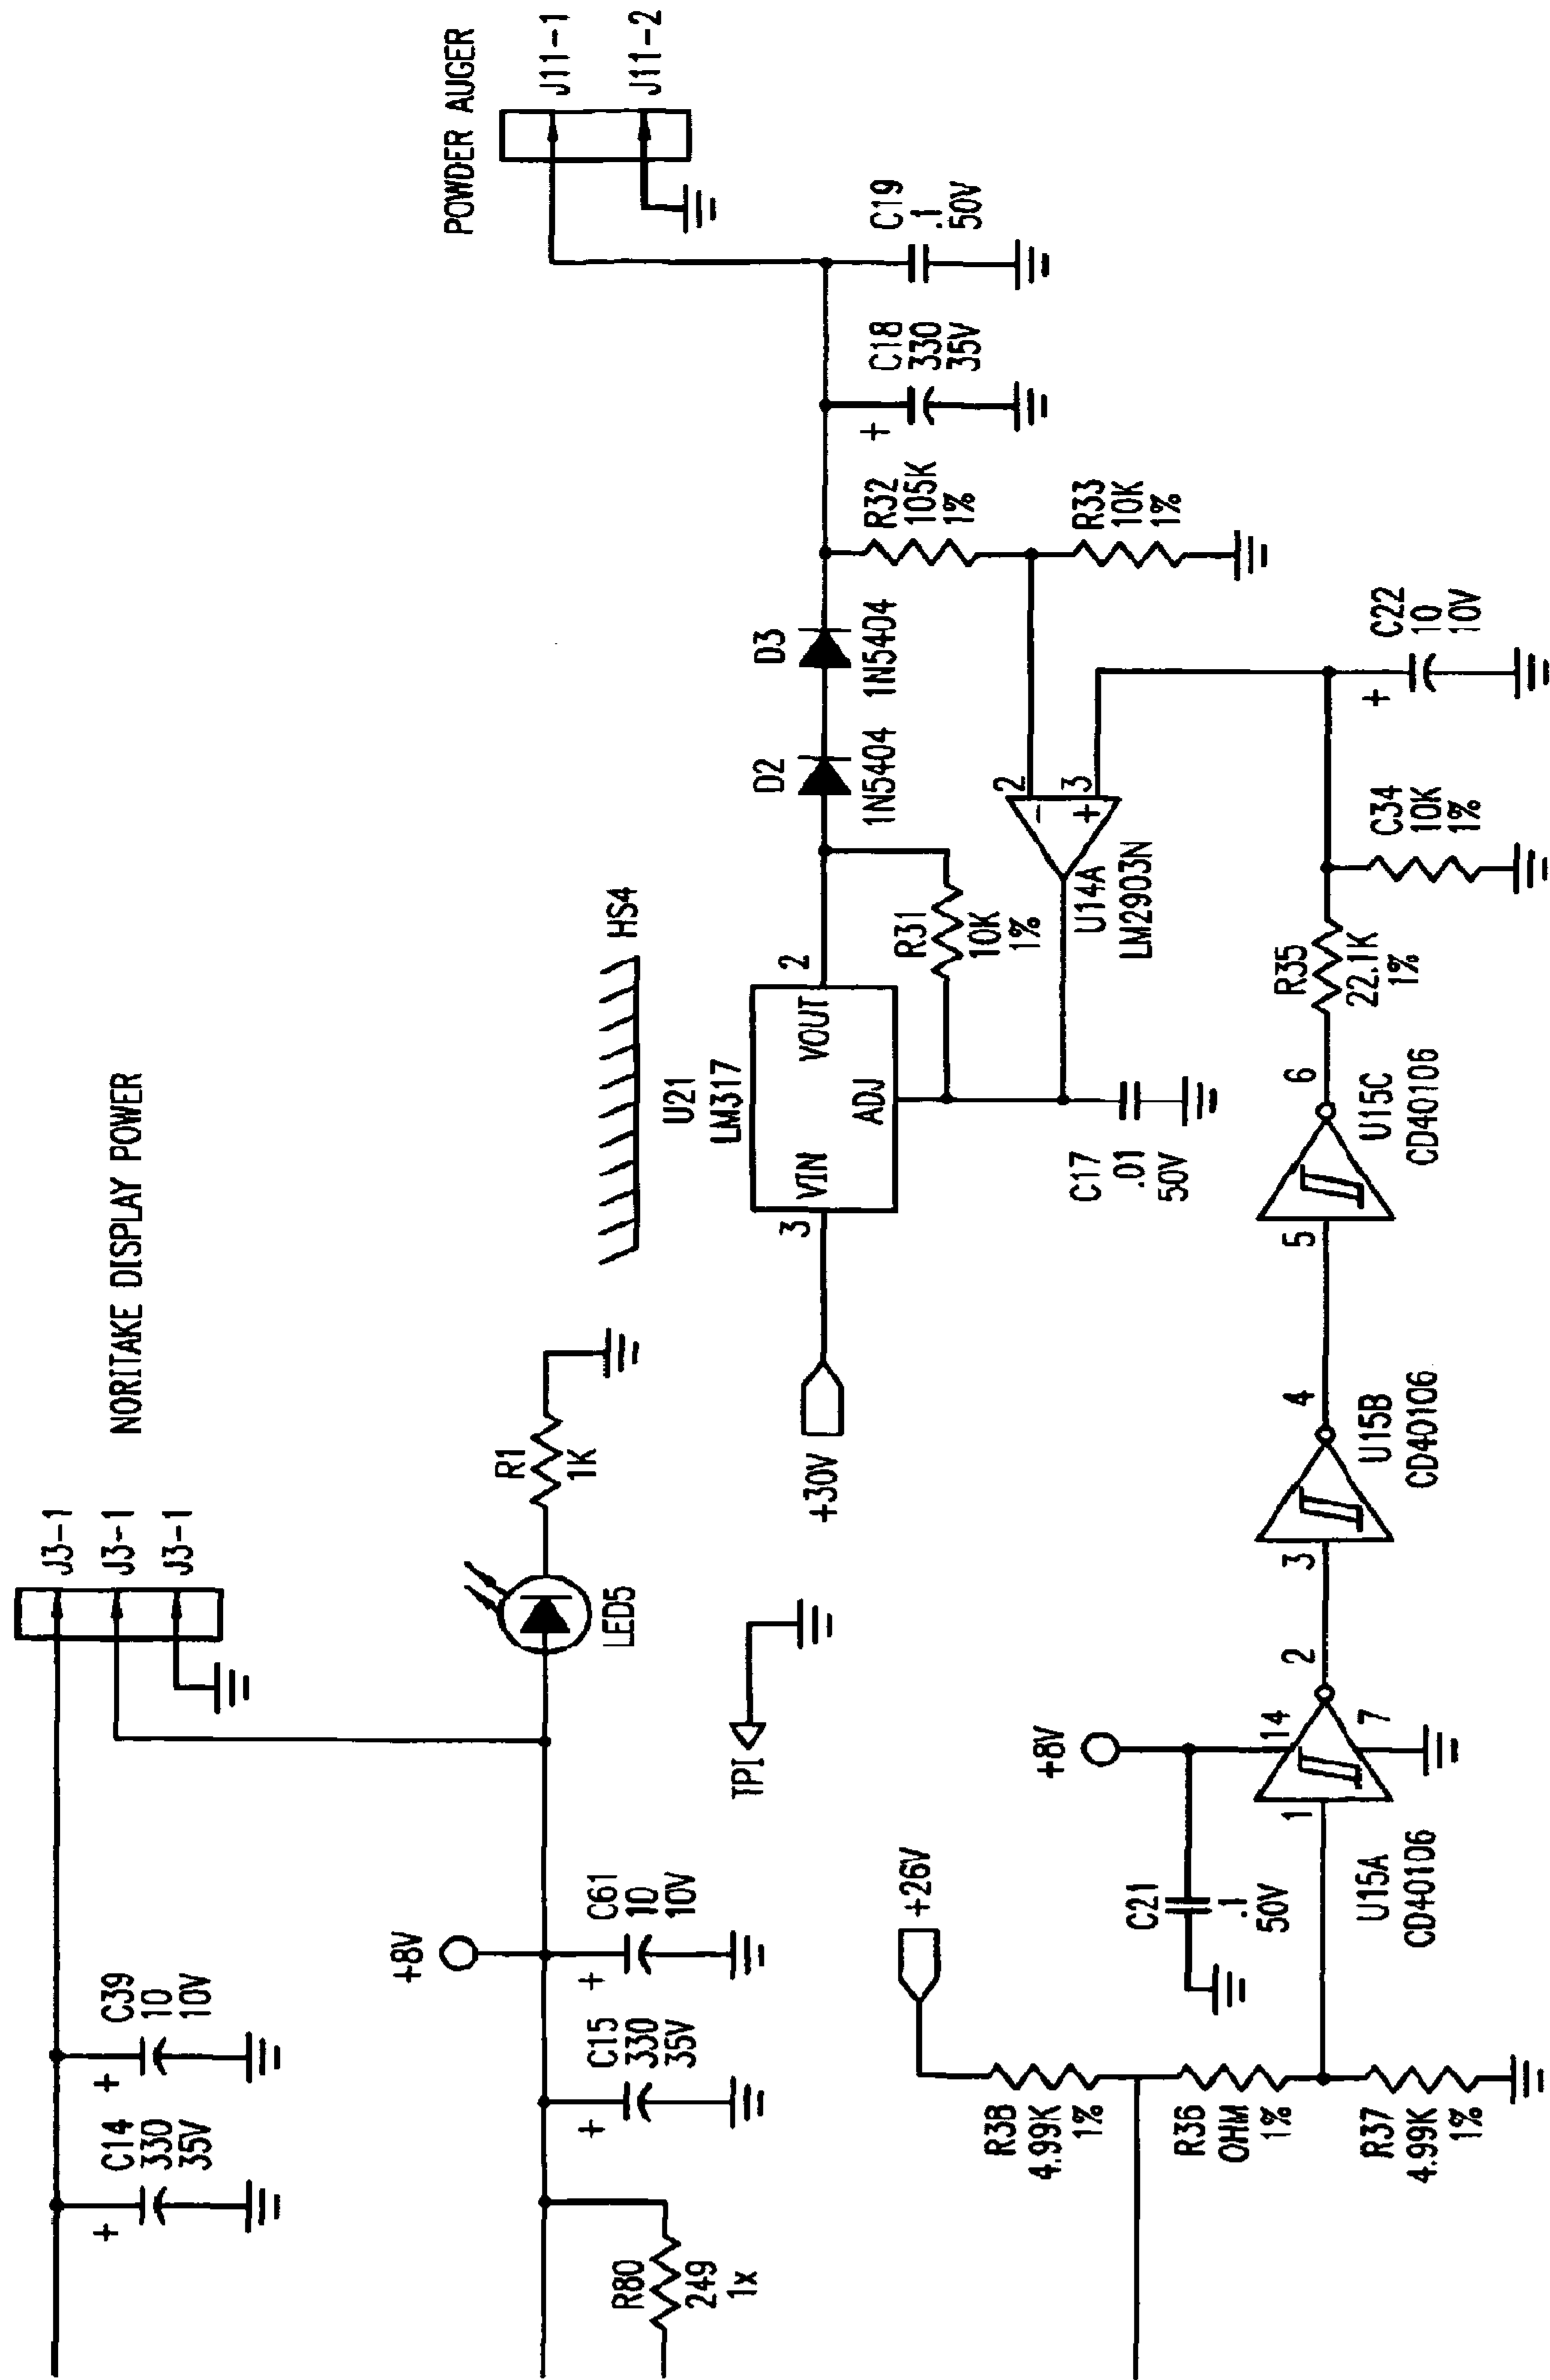 NORITAKE DISPLAY POWER
J3-1
J3-1
J3-1
C14
330
35V
+
C39
10
10V
+
+8V
R80
249
1x
C15
330
35V
+
C61
10
10V
+
LED5
R1
1K
TPI
HS4
U21
LM317
+30V
3
VIN
VOUT
2
ADJ
R31
10K
1%
D2
1N5404
D3
1N5404
C17
.01
50V
U14A
LM2903N
2
3
-
+
R32
105K
1%
R33
10K
1%
C18
330
35V
+
C19
.1
50V
POWDER AUGER
J11-1
J11-2
+26V
R38
4.99K
1%
R36
OHM
1%
R37
4.99K
1%
+8V
C21
.1
50V
14
1
2
7
U15A
CD40106
3
4
U15B
CD40106
5
6
U15C
CD40106
R35
22.1K
1%
C34
10K
1%
C22
10
10V
+